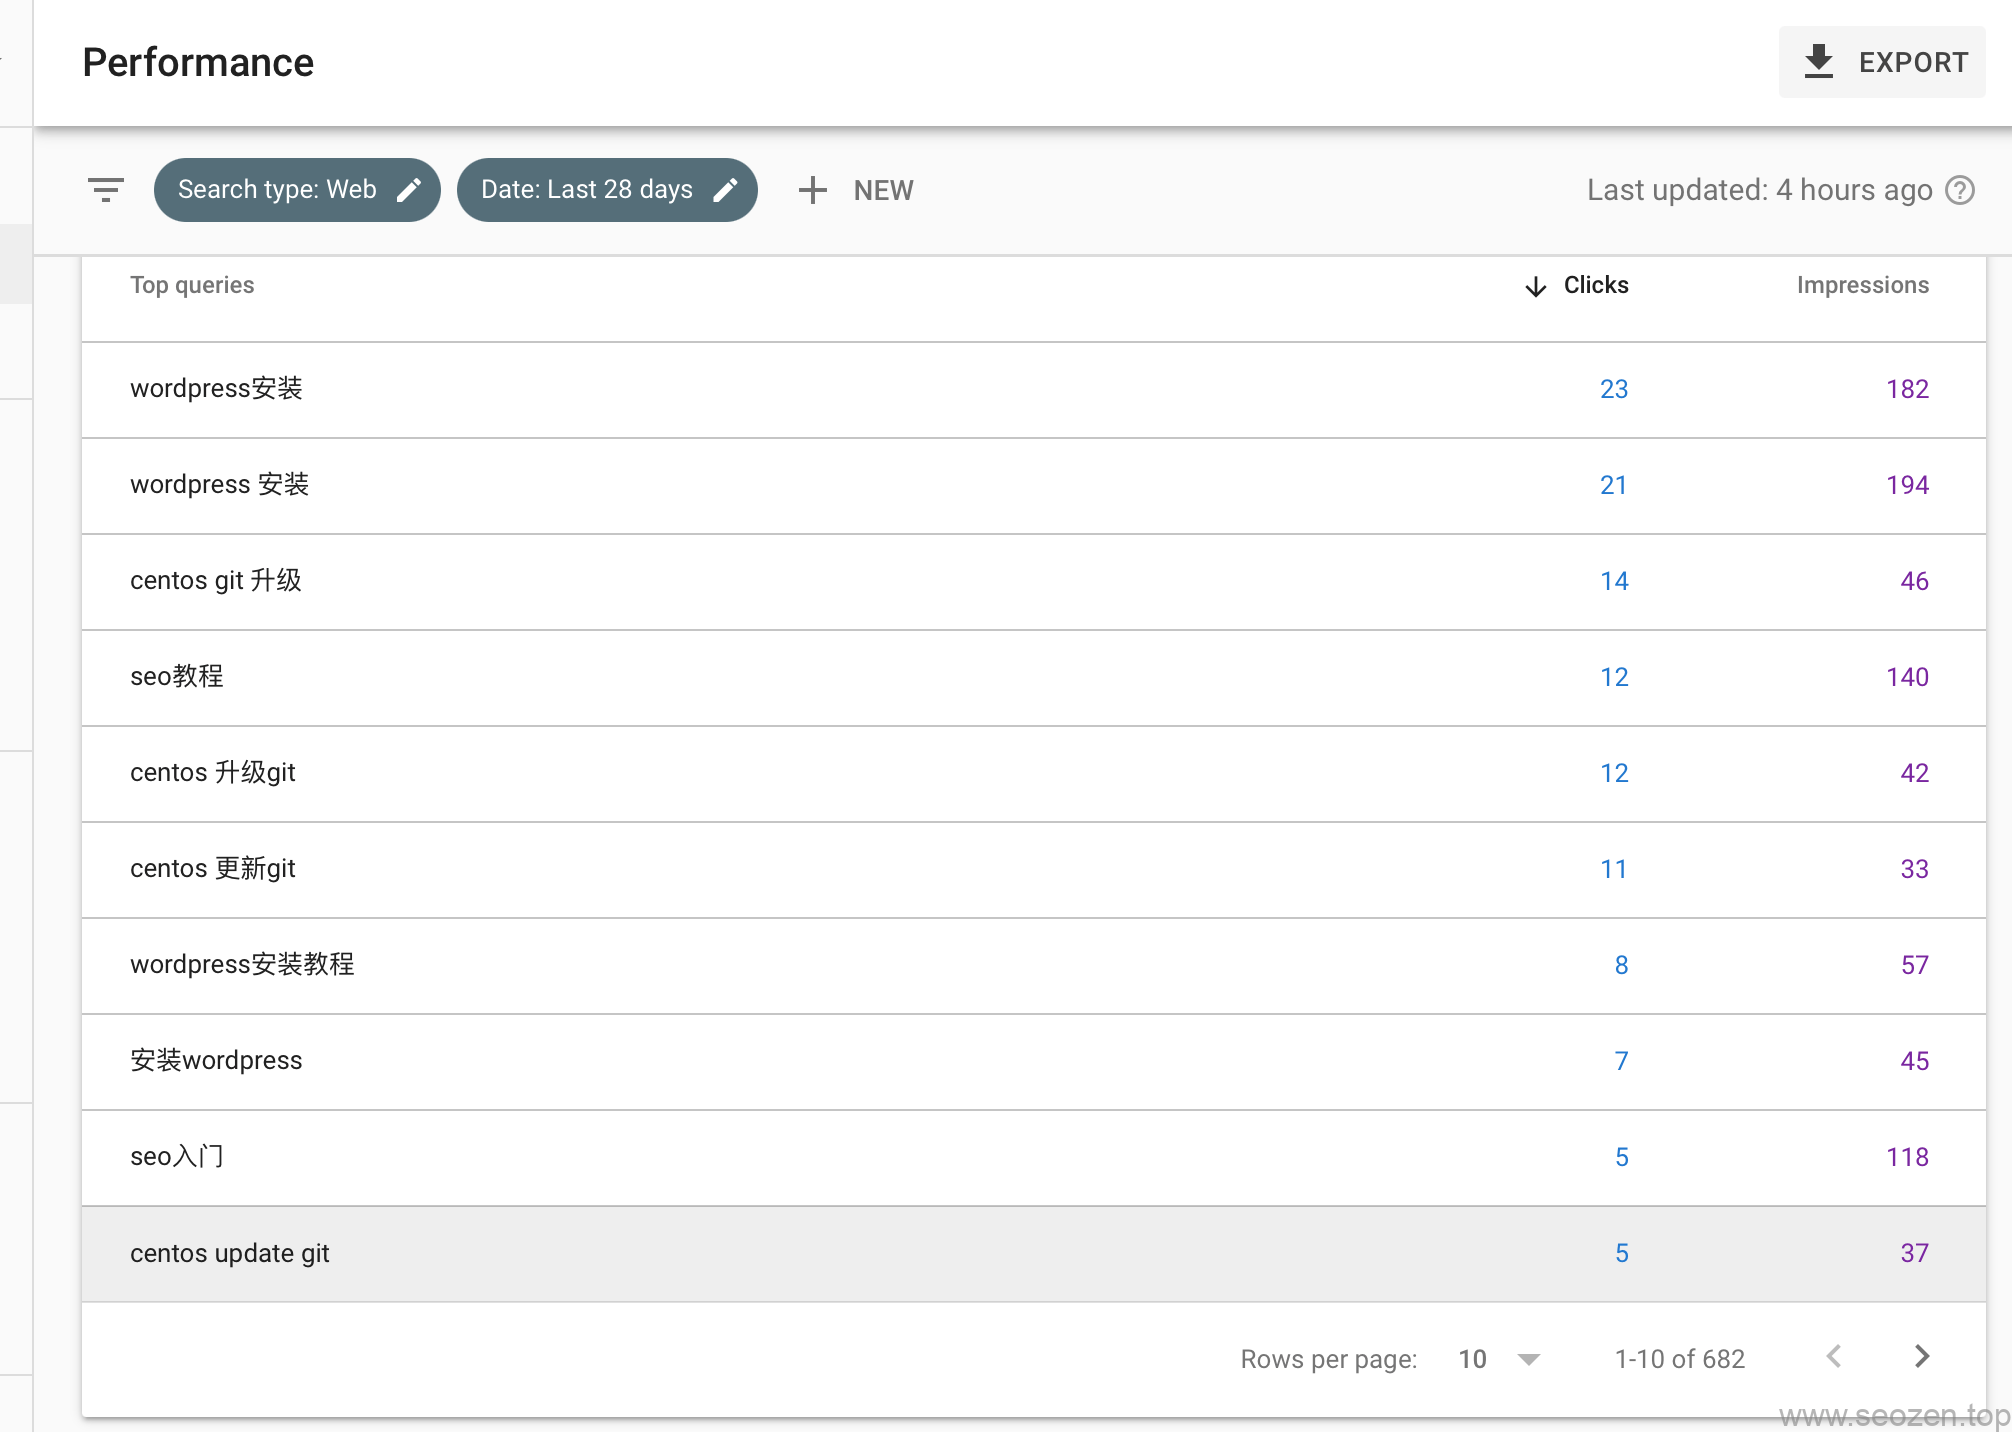 Performance
EXPORT
Search type: Web
Date: Last 28 days
NEW
Last updated: 4 hours ago
Top queries Clicks Impressions
wordpress安装 23 182
wordpress 安装 21 194
centos git 升级 14 46
seo教程 12 140
centos 升级git 12 42
centos 更新git 11 33
wordpress安装教程 8 57
安装wordpress 7 45
seo入门 5 118
centos update git 5 37
Rows per page: 10 1-10 of 682
www.seozen.top